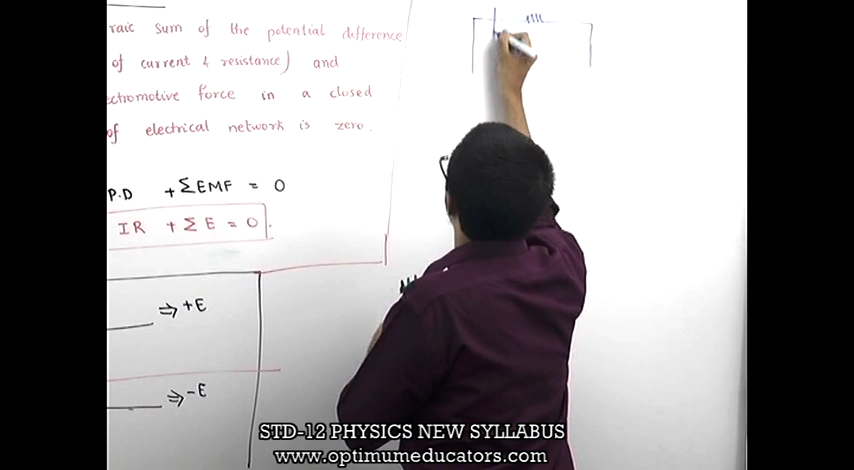 raic sum of the potential difference
of current & resistance) and
ectromotive force in a closed
of electrical network is zero.
P.D + ΣEMF = 0
IR + ΣE = 0
⇒ +E
⇒ -E
STD-12 PHYSICS NEW SYLLABUS
www.optimumeducators.com